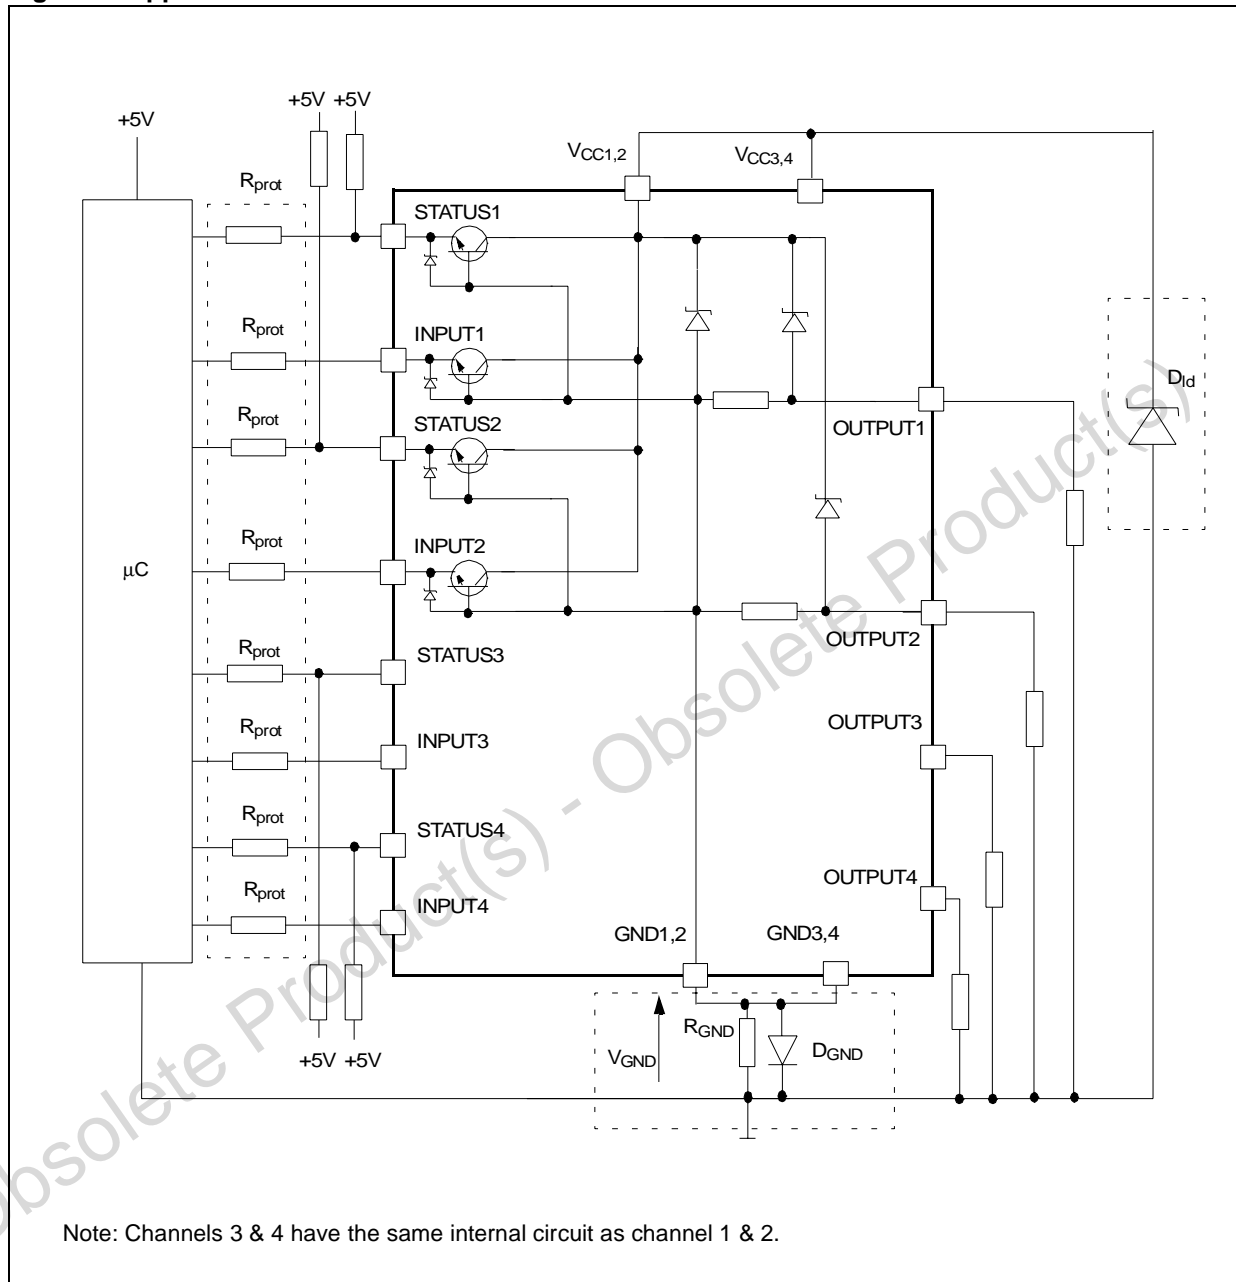 +5V +5V
+5V
VCC1,2
VCC3,4
Rprot
STATUS1
Rprot
INPUT1
Dld
Rprot
STATUS2
OUTPUT1
Rprot
INPUT2
μC
Rprot
STATUS3
OUTPUT2
Rprot
INPUT3
OUTPUT3
Rprot
STATUS4
OUTPUT4
Rprot
INPUT4
GND1,2
GND3,4
RGND
VGND
DGND
+5V +5V
Obsolete Product(s) - Obsolete Product(s)
Note: Channels 3 & 4 have the same internal circuit as channel 1 & 2.